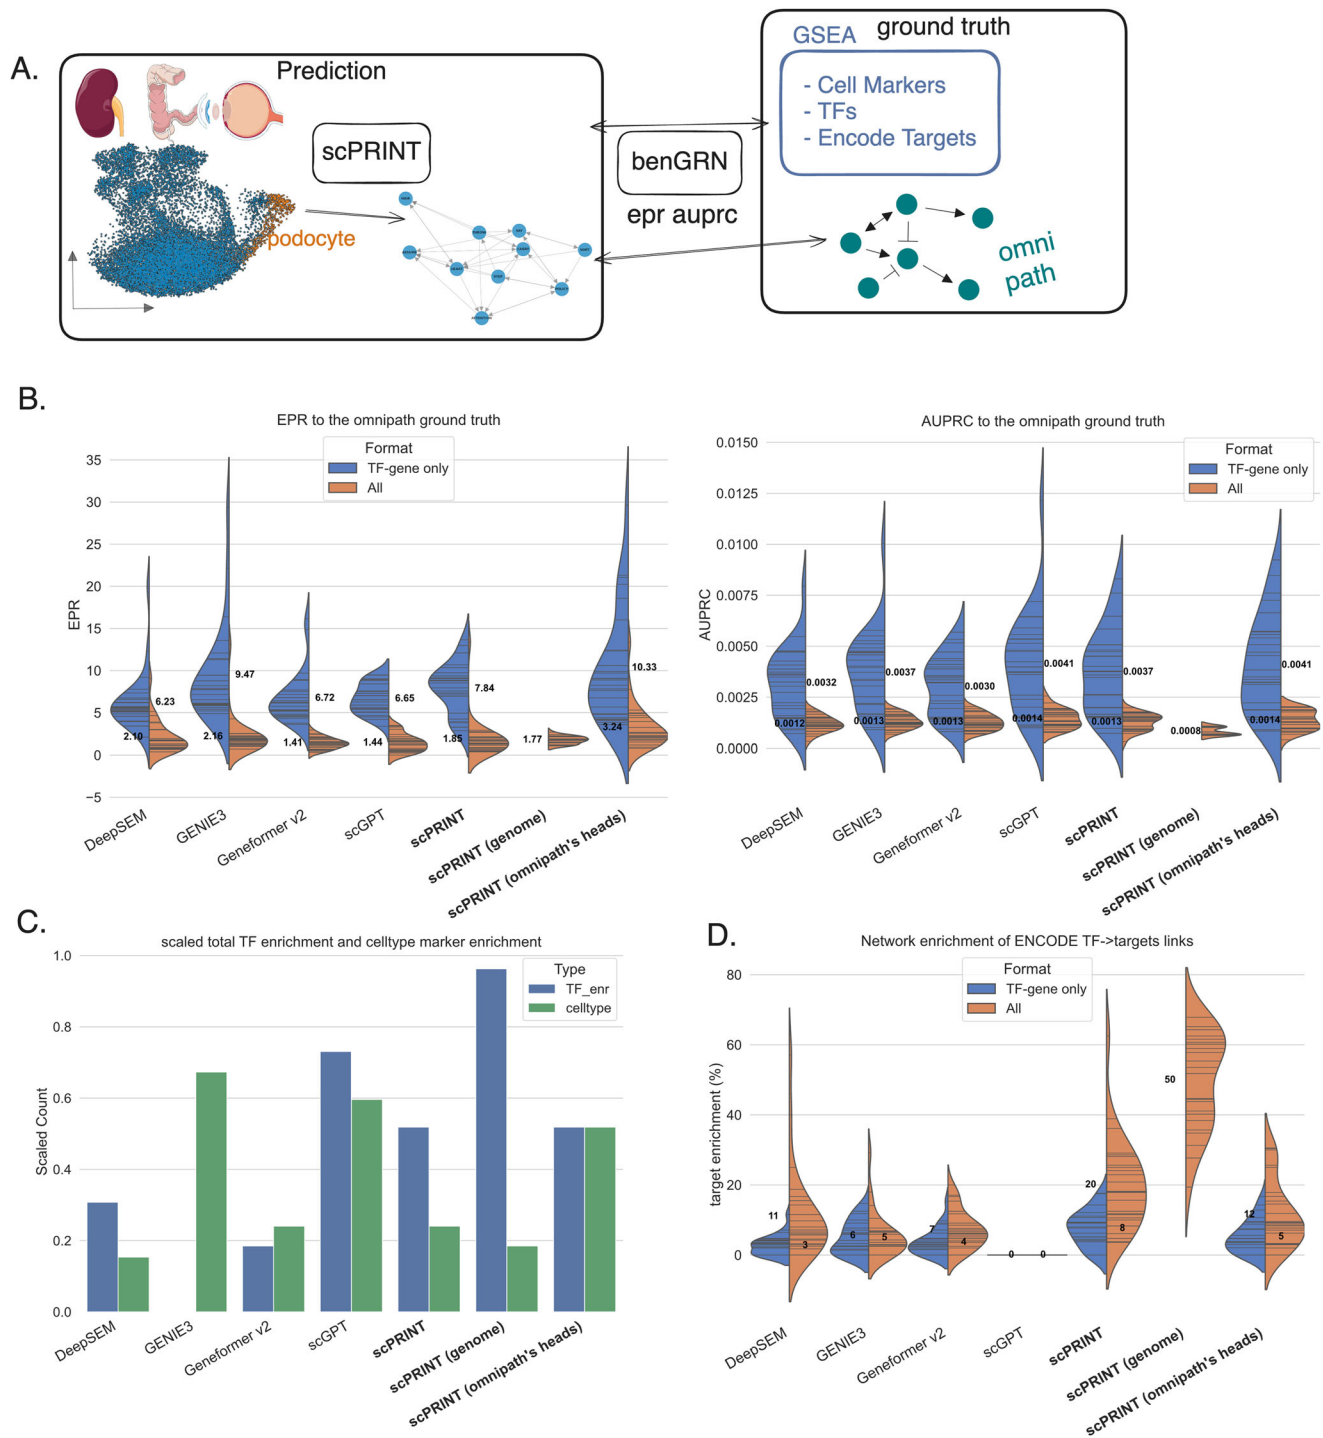 A.
Prediction
scPRINT
podocyte
benGRN
epr auprc
ground truth
GSEA
- Cell Markers
- TFs
- Encode Targets
omni
path
B.
EPR to the omnipath ground truth
Format
TF-gene only
All
EPR
35
30
25
20
15
10
5
0
−5
6.23
2.10
9.47
2.16
6.72
1.41
6.65
1.44
7.84
1.85
1.77
10.33
3.24
DeepSEM
GENIE3
Geneformer v2
scGPT
scPRINT
scPRINT (genome)
scPRINT (omnipath's heads)
AUPRC to the omnipath ground truth
Format
TF-gene only
All
AUPRC
0.0150
0.0125
0.0100
0.0075
0.0050
0.0025
0.0000
0.0032
0.0012
0.0037
0.0013
0.0030
0.0013
0.0041
0.0014
0.0037
0.0013
0.0008
0.0041
0.0014
DeepSEM
GENIE3
Geneformer v2
scGPT
scPRINT
scPRINT (genome)
scPRINT (omnipath's heads)
C.
scaled total TF enrichment and celltype marker enrichment
Type
TF_enr
celltype
Scaled Count
1.0
0.8
0.6
0.4
0.2
0.0
DeepSEM
GENIE3
Geneformer v2
scGPT
scPRINT
scPRINT (genome)
scPRINT (omnipath's heads)
D.
Network enrichment of ENCODE TF->targets links
Format
TF-gene only
All
target enrichment (%)
80
60
40
20
0
11
3
6
5
7
4
0
0
20
8
50
12
5
DeepSEM
GENIE3
Geneformer v2
scGPT
scPRINT
scPRINT (genome)
scPRINT (omnipath's heads)